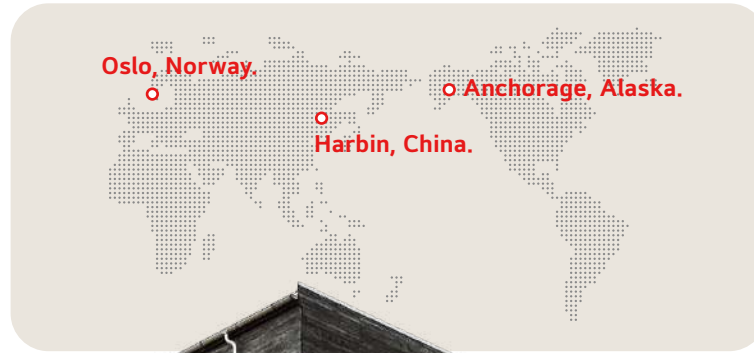 Oslo, Norway.
Anchorage, Alaska.
Harbin, China.